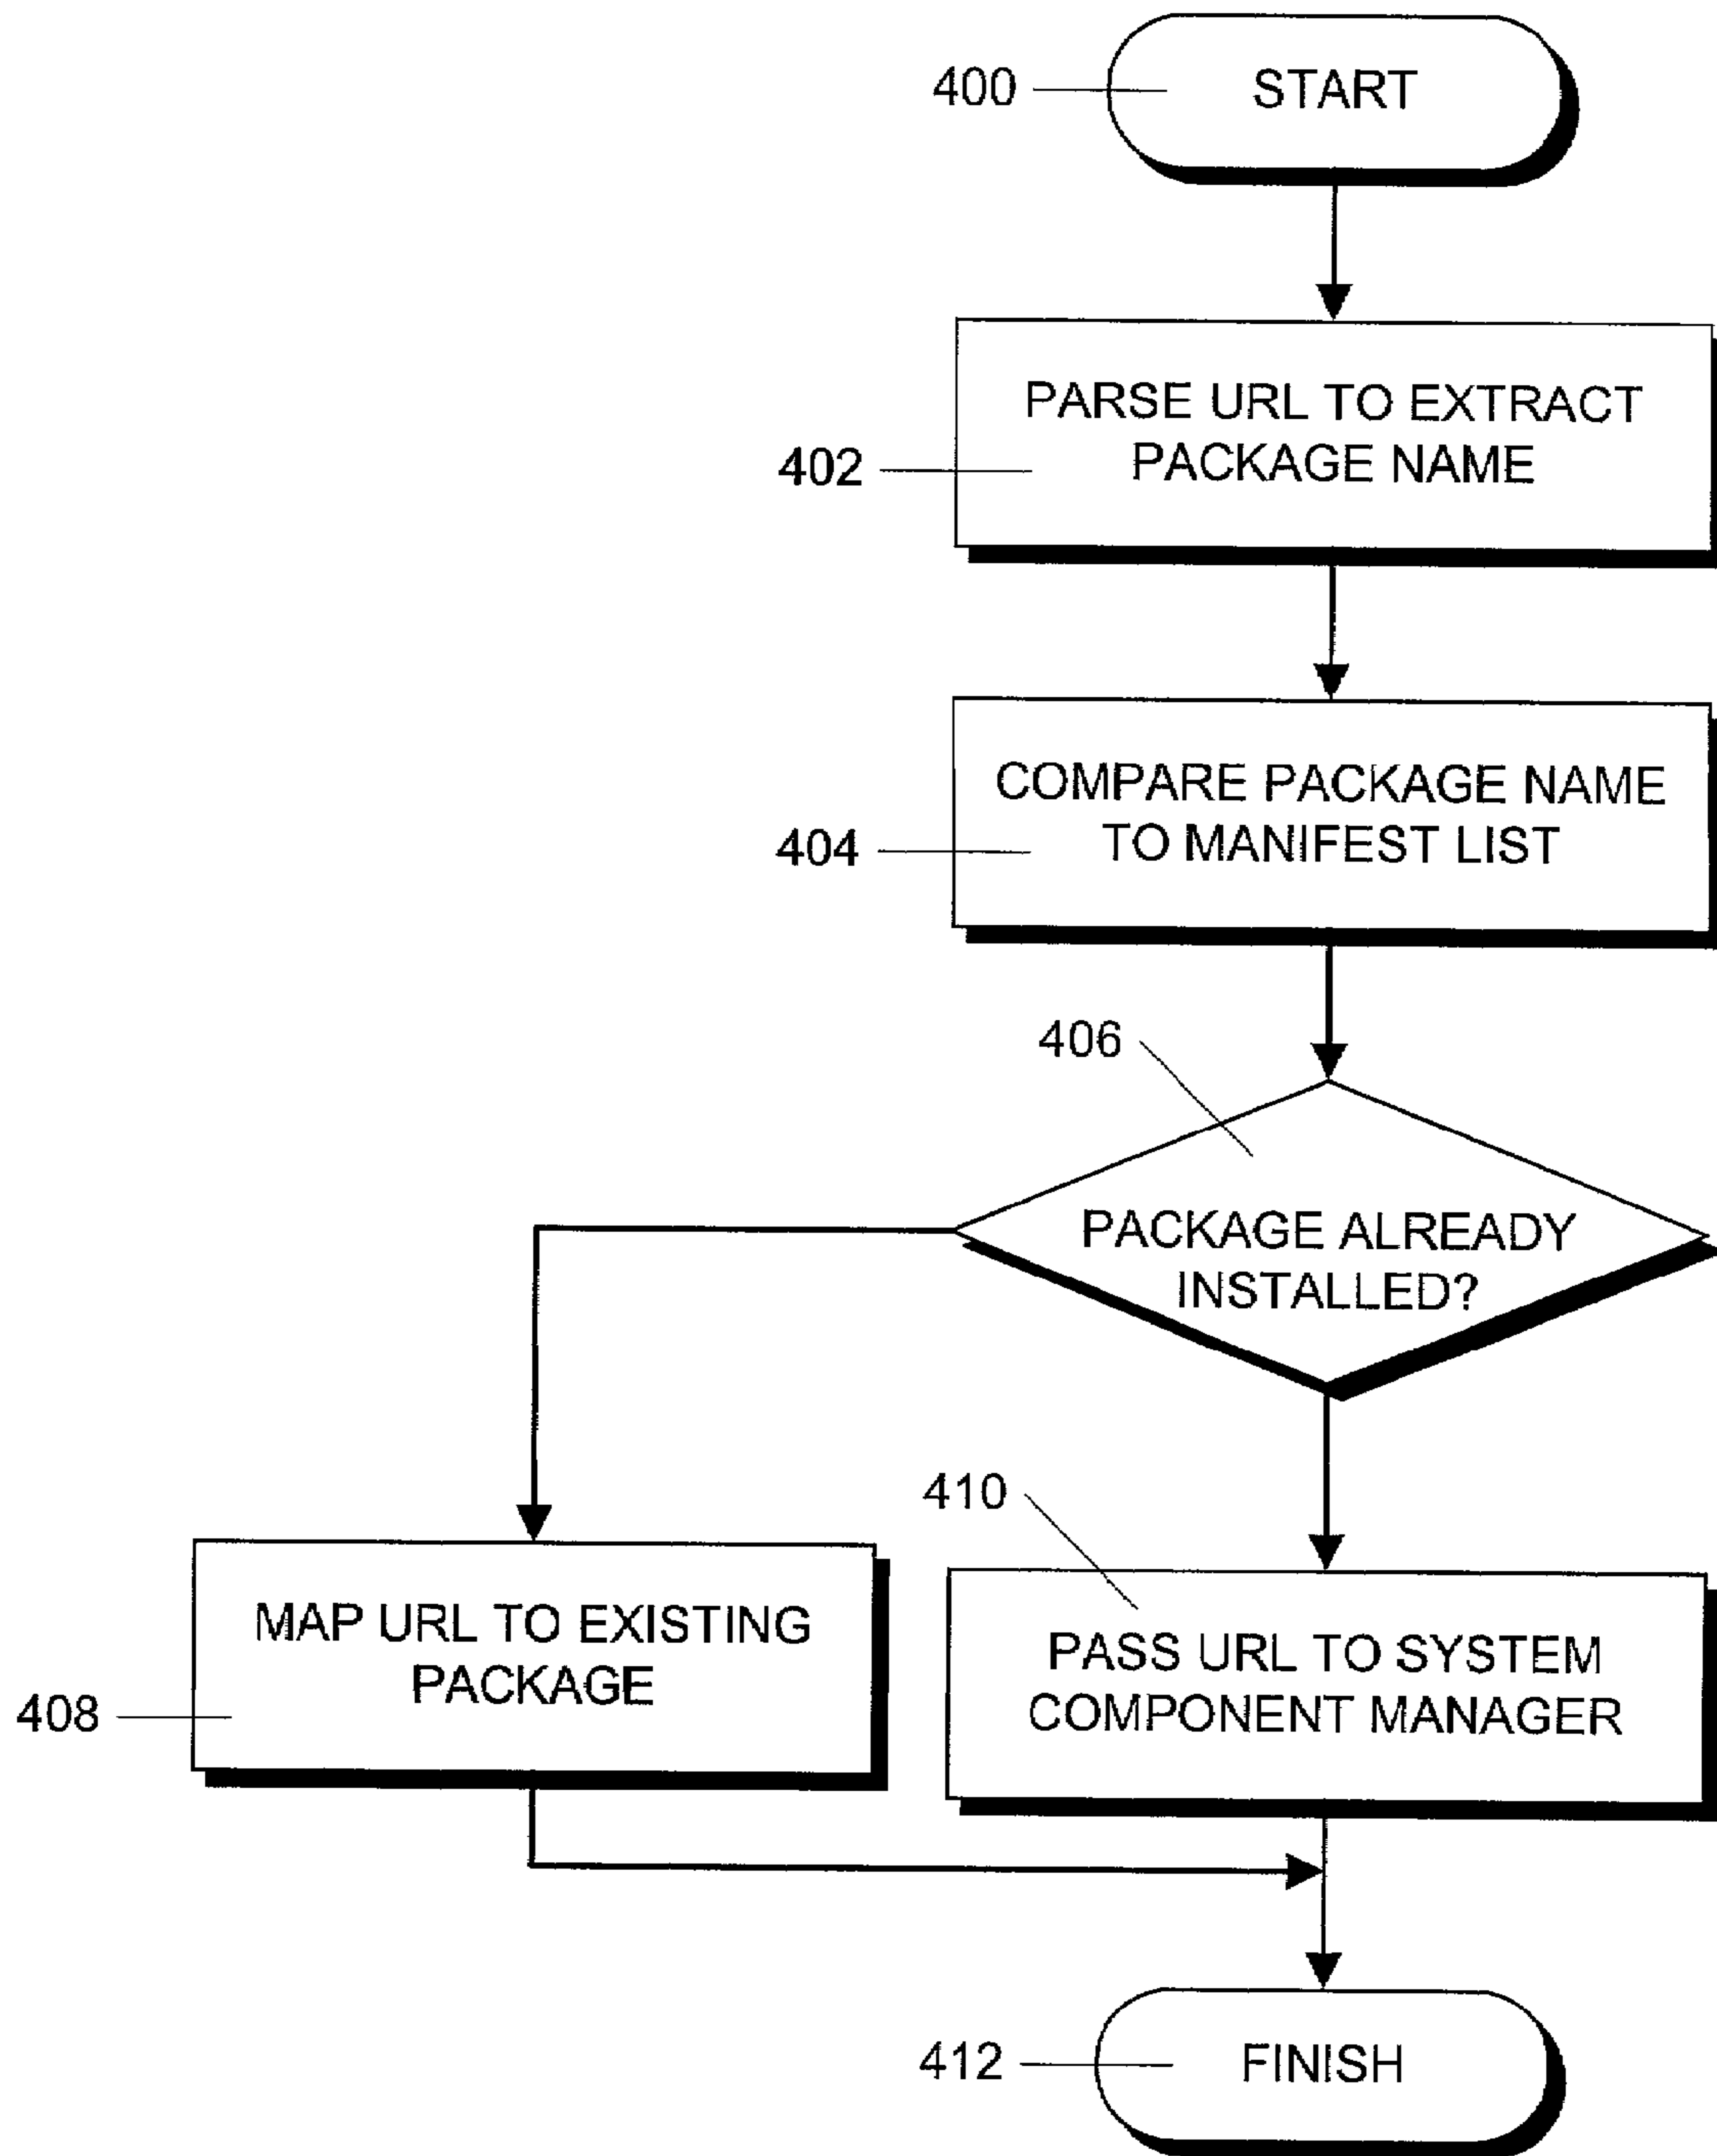 400
START
402
PARSE URL TO EXTRACT
PACKAGE NAME
404
COMPARE PACKAGE NAME
TO MANIFEST LIST
406
PACKAGE ALREADY
INSTALLED?
408
MAP URL TO EXISTING
PACKAGE
410
PASS URL TO SYSTEM
COMPONENT MANAGER
412
FINISH